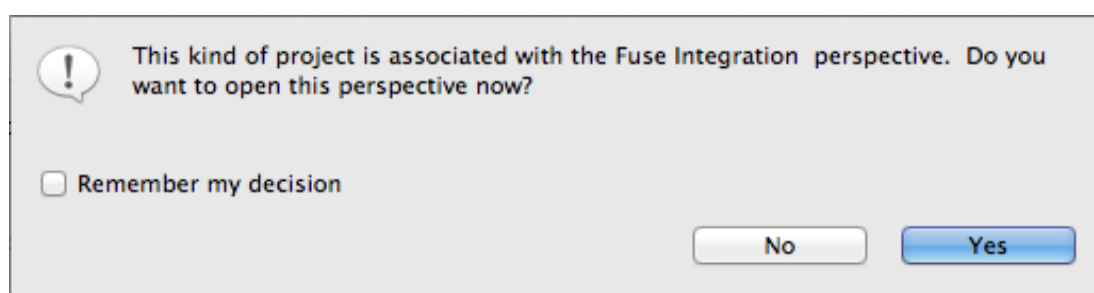 This kind of project is associated with the Fuse Integration  perspective.  Do you
want to open this perspective now?
Remember my decision
No
Yes